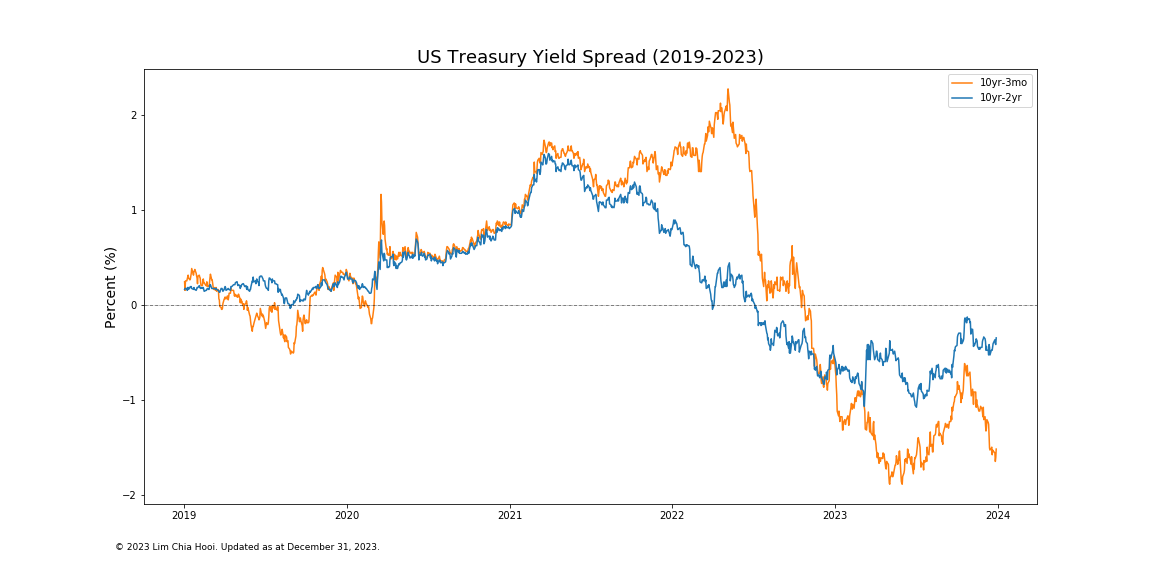 US Treasury Yield Spread (2019-2023)
10yr-3mo
10yr-2yr
Percent (%)
2
1
0
−1
−2
2019 2020 2021 2022 2023 2024
© 2023 Lim Chia Hooi. Updated as at December 31, 2023.